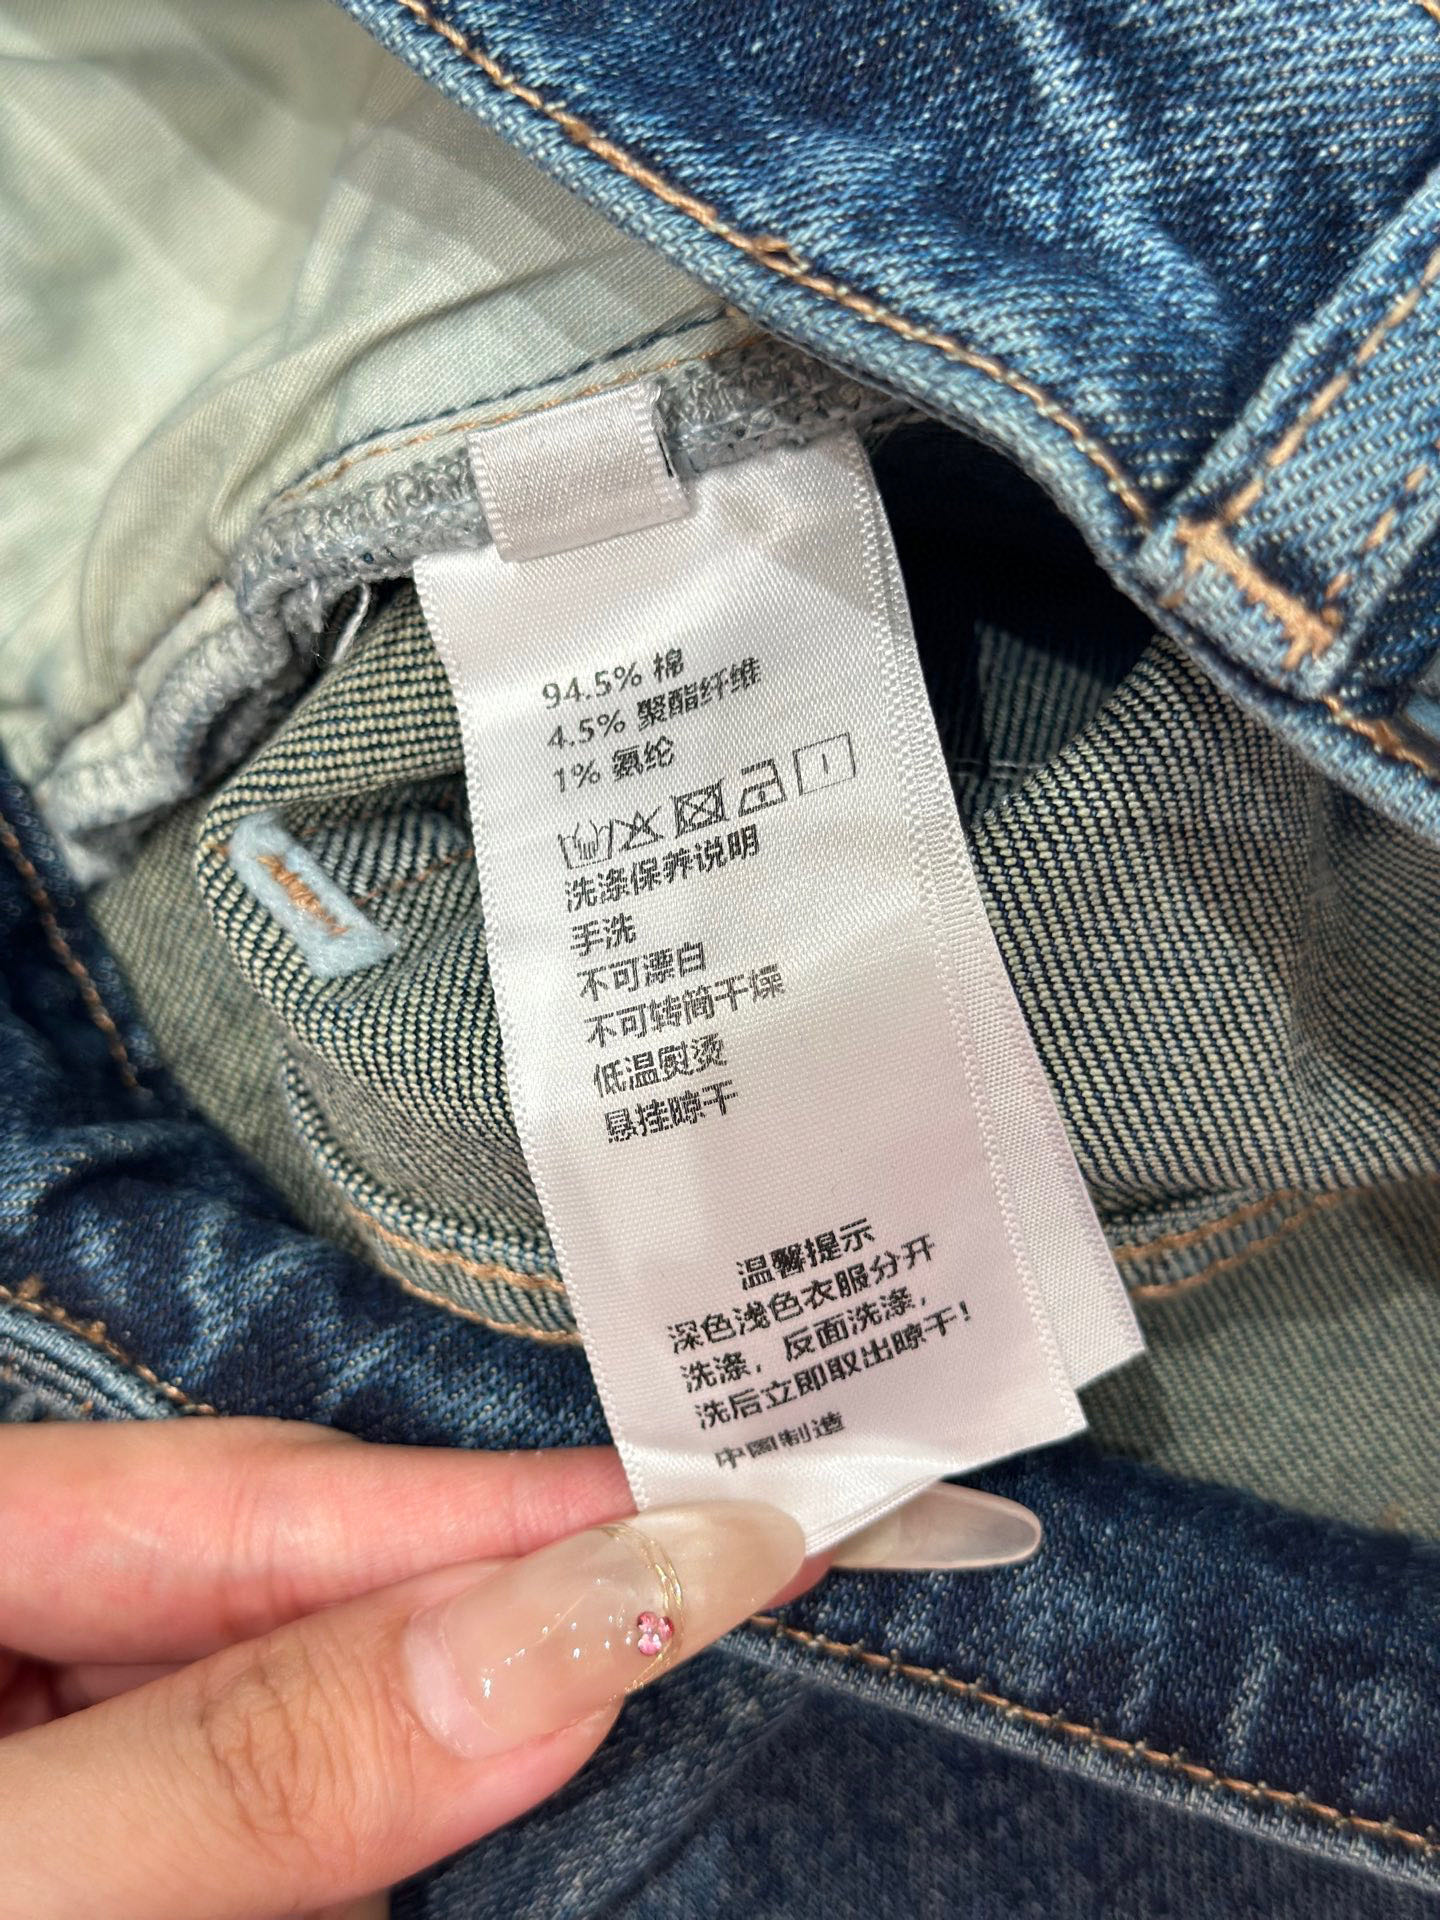 94.5% 棉
4.5% 聚酯纤维
1% 氨纶
洗涤保养说明
手洗
不可漂白
不可转筒干燥
低温熨烫
悬挂晾干
温馨提示
深色浅色衣服分开
洗涤，反面洗涤，
洗后立即取出晾干！
中国制造